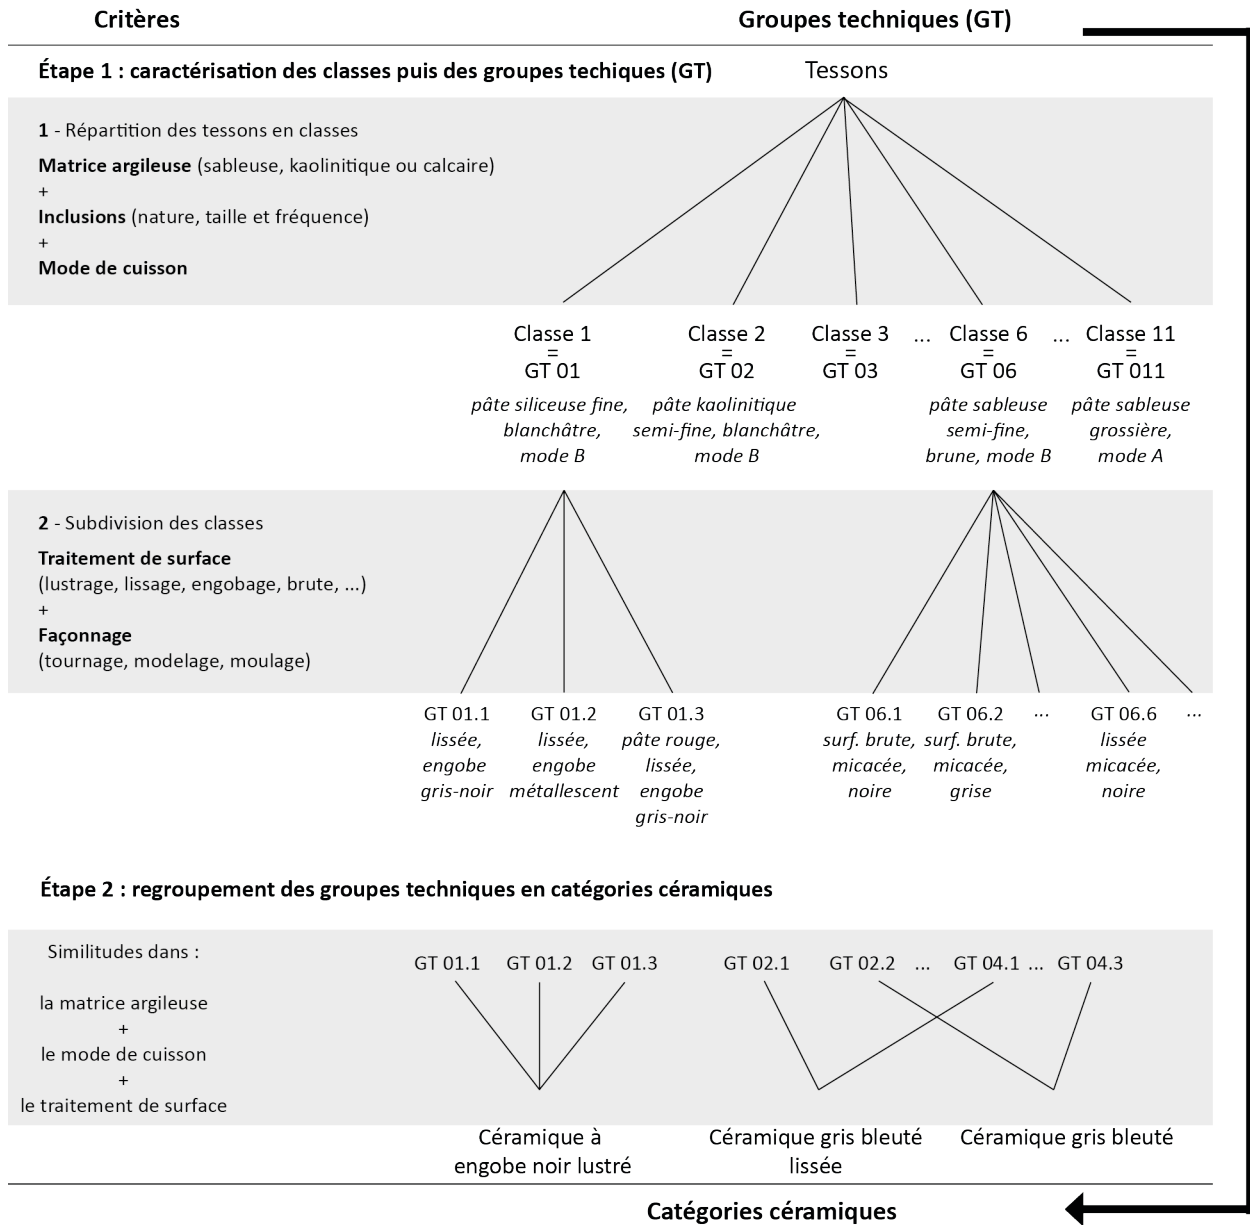 Critères
Groupes techniques (GT)
Étape 1 : caractérisation des classes puis des groupes techiques (GT)
Tessons
1 - Répartition des tessons en classes
Matrice argileuse (sableuse, kaolinitique ou calcaire)
+
Inclusions (nature, taille et fréquence)
+
Mode de cuisson
Classe 1
=
GT 01
pâte siliceuse fine,
blanchâtre,
mode B
Classe 2
=
GT 02
pâte kaolinitique
semi-fine, blanchâtre,
mode B
Classe 3
=
GT 03
...
Classe 6
=
GT 06
pâte sableuse
semi-fine,
brune, mode B
...
Classe 11
=
GT 011
pâte sableuse
grossière,
mode A
2 - Subdivision des classes
Traitement de surface
(lustrage, lissage, engobage, brute, ...)
+
Façonnage
(tournage, modelage, moulage)
GT 01.1
lissée,
engobe
gris-noir
GT 01.2
lissée,
engobe
métallescent
GT 01.3
pâte rouge,
lissée,
engobe
gris-noir
GT 06.1
surf. brute,
micacée,
noire
GT 06.2
surf. brute,
micacée,
grise
...
GT 06.6
lissée
micacée,
noire
...
Étape 2 : regroupement des groupes techniques en catégories céramiques
Similitudes dans :
la matrice argileuse
+
le mode de cuisson
+
le traitement de surface
GT 01.1 GT 01.2 GT 01.3 GT 02.1 GT 02.2 ... GT 04.1 ... GT 04.3
Céramique à
engobe noir lustré
Céramique gris bleuté
lissée
Céramique gris bleuté
Catégories céramiques